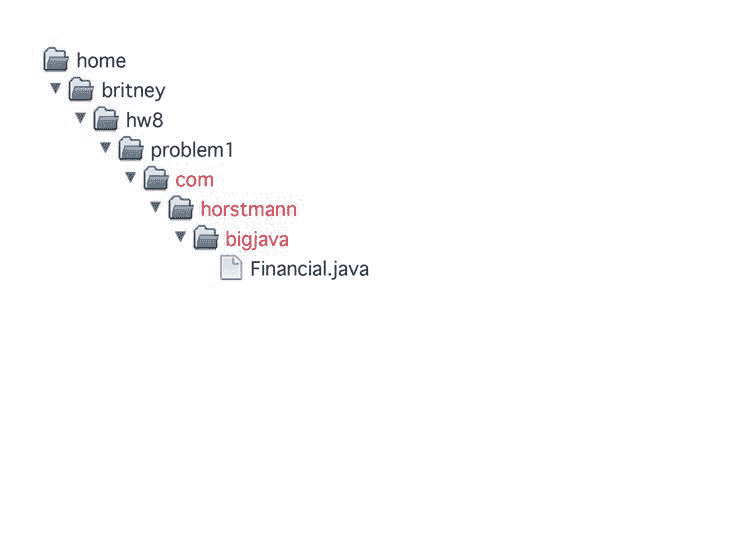 home
britney
hw8
problem1
com
horstmann
bigjava
Financial.java